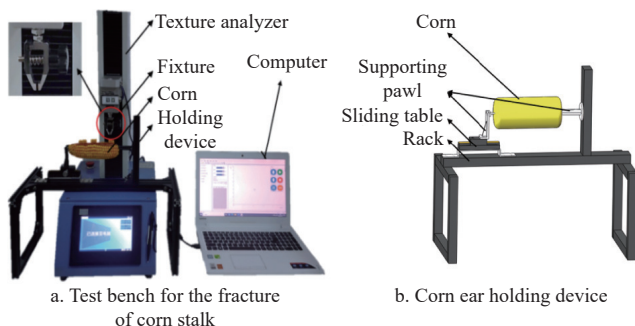 Texture analyzer
Fixture
Corn
Holding
device
Computer
a. Test bench for the fracture
of corn stalk
Corn
Supporting
pawl
Sliding table
Rack
b. Corn ear holding device